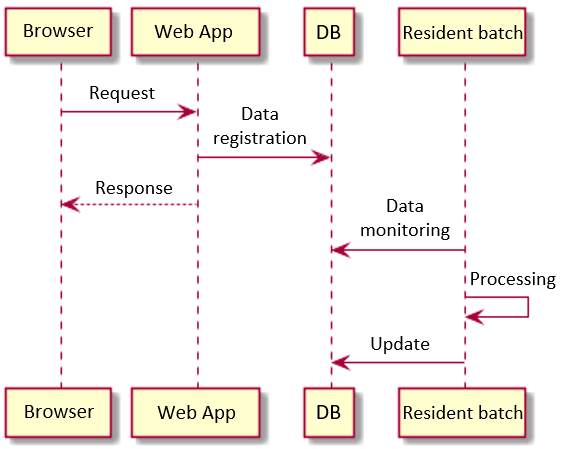 Browser
Web App
DB
Resident batch
Request
Data
registration
Response
Data
monitoring
Processing
Update
Browser
Web App
DB
Resident batch